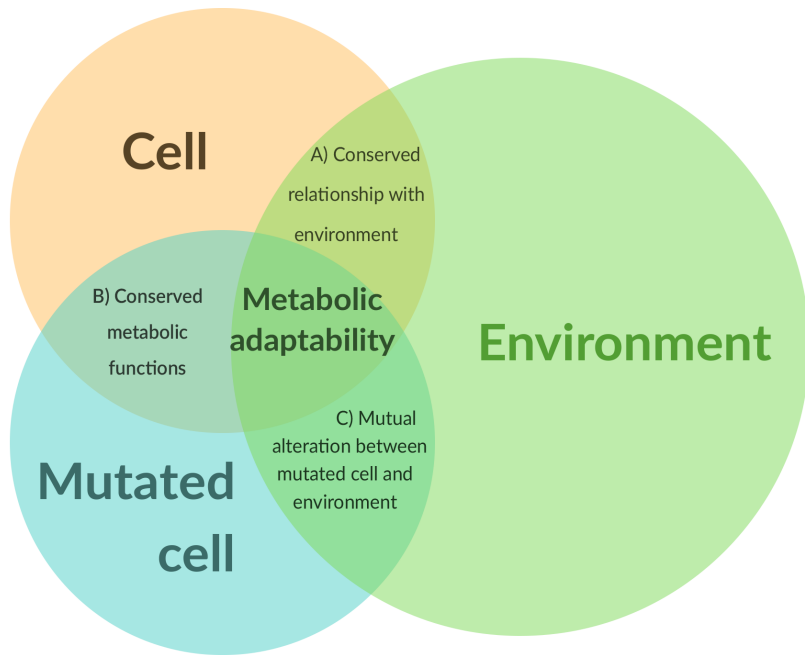 Cell
A) Conserved
relationship with
environment
B) Conserved
metabolic
functions
Metabolic
adaptability
Environment
C) Mutual
alteration between
mutated cell and
environment
Mutated
cell